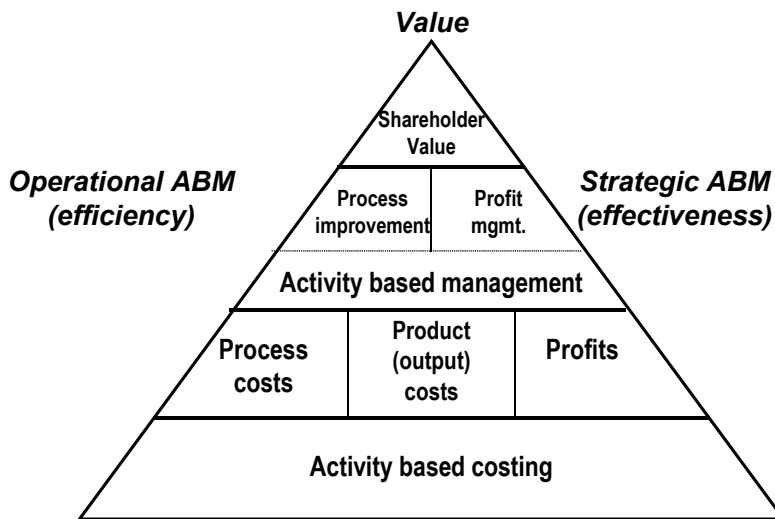 Value
Shareholder
Value
Operational ABM
(efficiency)
Process
improvement
Profit
mgmt.
Strategic ABM
(effectiveness)
Activity based management
Process
costs
Product
(output)
costs
Profits
Activity based costing